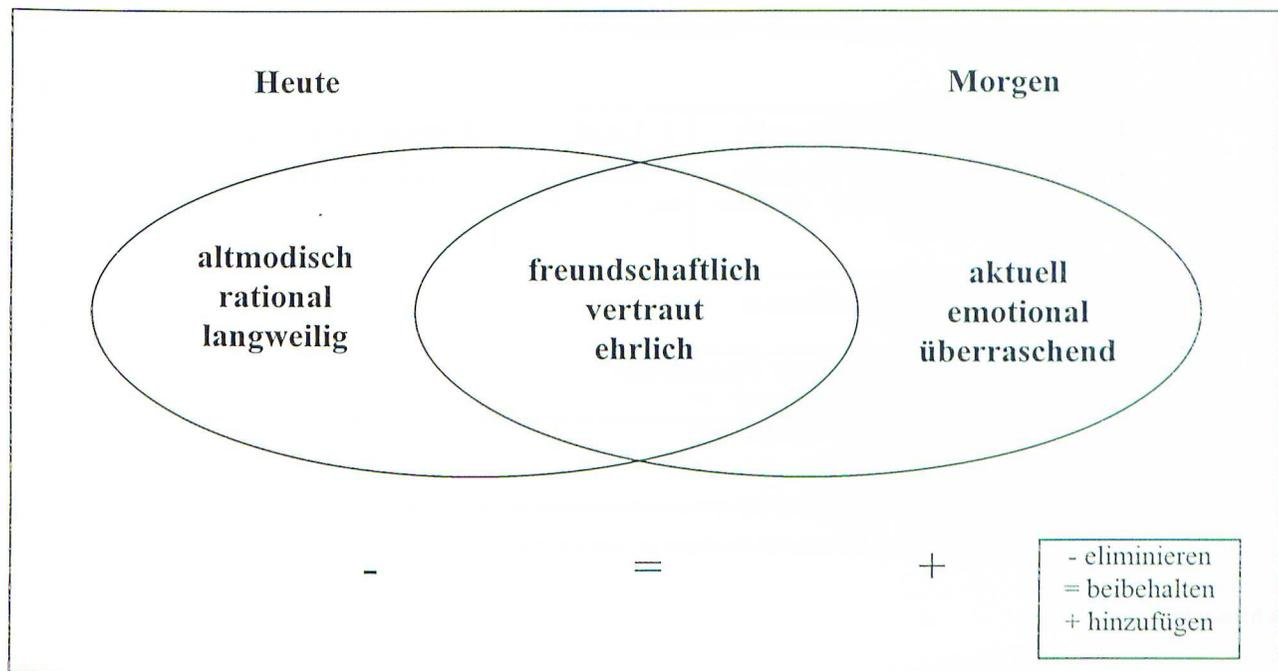 Heute
Morgen
altmodisch
rational
langweilig
freundschaftlich
vertraut
ehrlich
aktuell
emotional
überraschend
- = +
- eliminieren
= beibehalten
+ hinzufügen